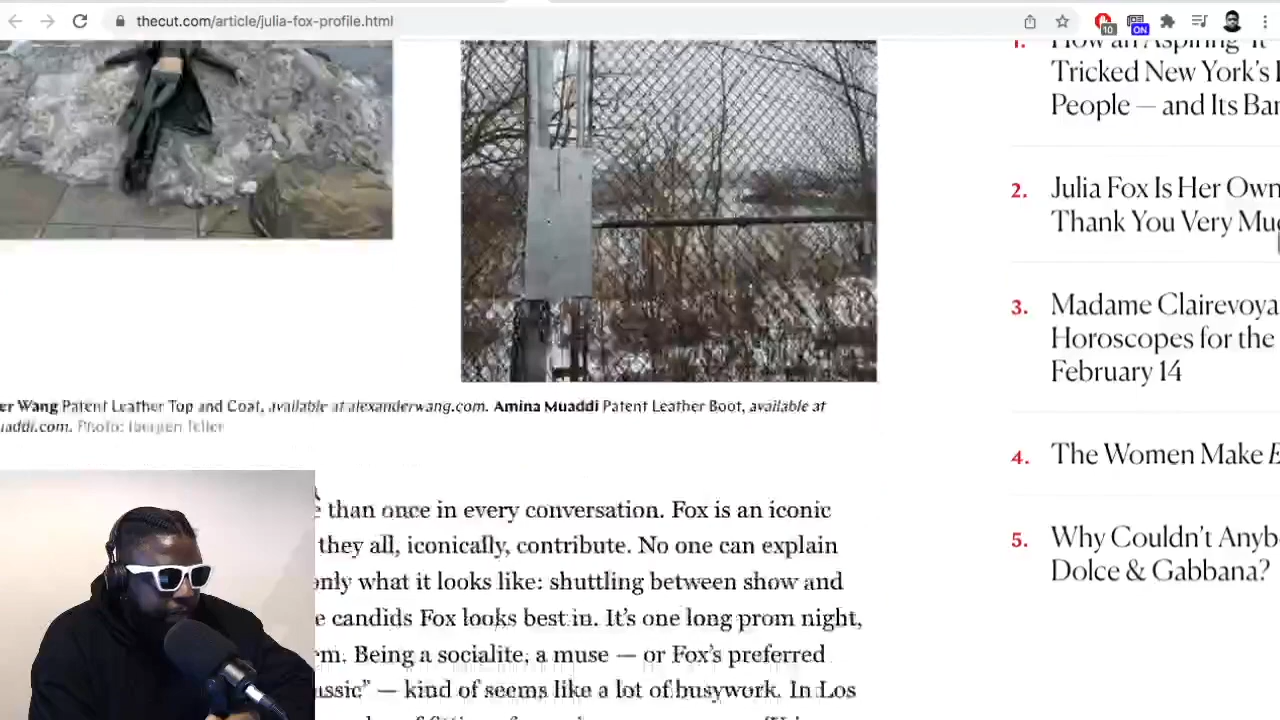 thecut.com/article/julia-fox-profile.html
10
ON
1. How an Aspiring 'It
Tricked New York's
People — and Its Ban
2. Julia Fox Is Her Own
Thank You Very Mu
3. Madame Clairevoya
Horoscopes for the
February 14
4. The Women Make E
5. Why Couldn't Anyb
Dolce & Gabbana?
er Wang Patent Leather Top and Coat, available at alexanderwang.com. Amina Muaddi Patent Leather Boot, available at
uaddi.com. Photo: Juergen Teller
than once in every conversation. Fox is an iconic
they all, iconically, contribute. No one can explain
only what it looks like: shuttling between show and
e candids Fox looks best in. It's one long prom night,
rm. Being a socialite, a muse — or Fox's preferred
assic" — kind of seems like a lot of busywork. In Los